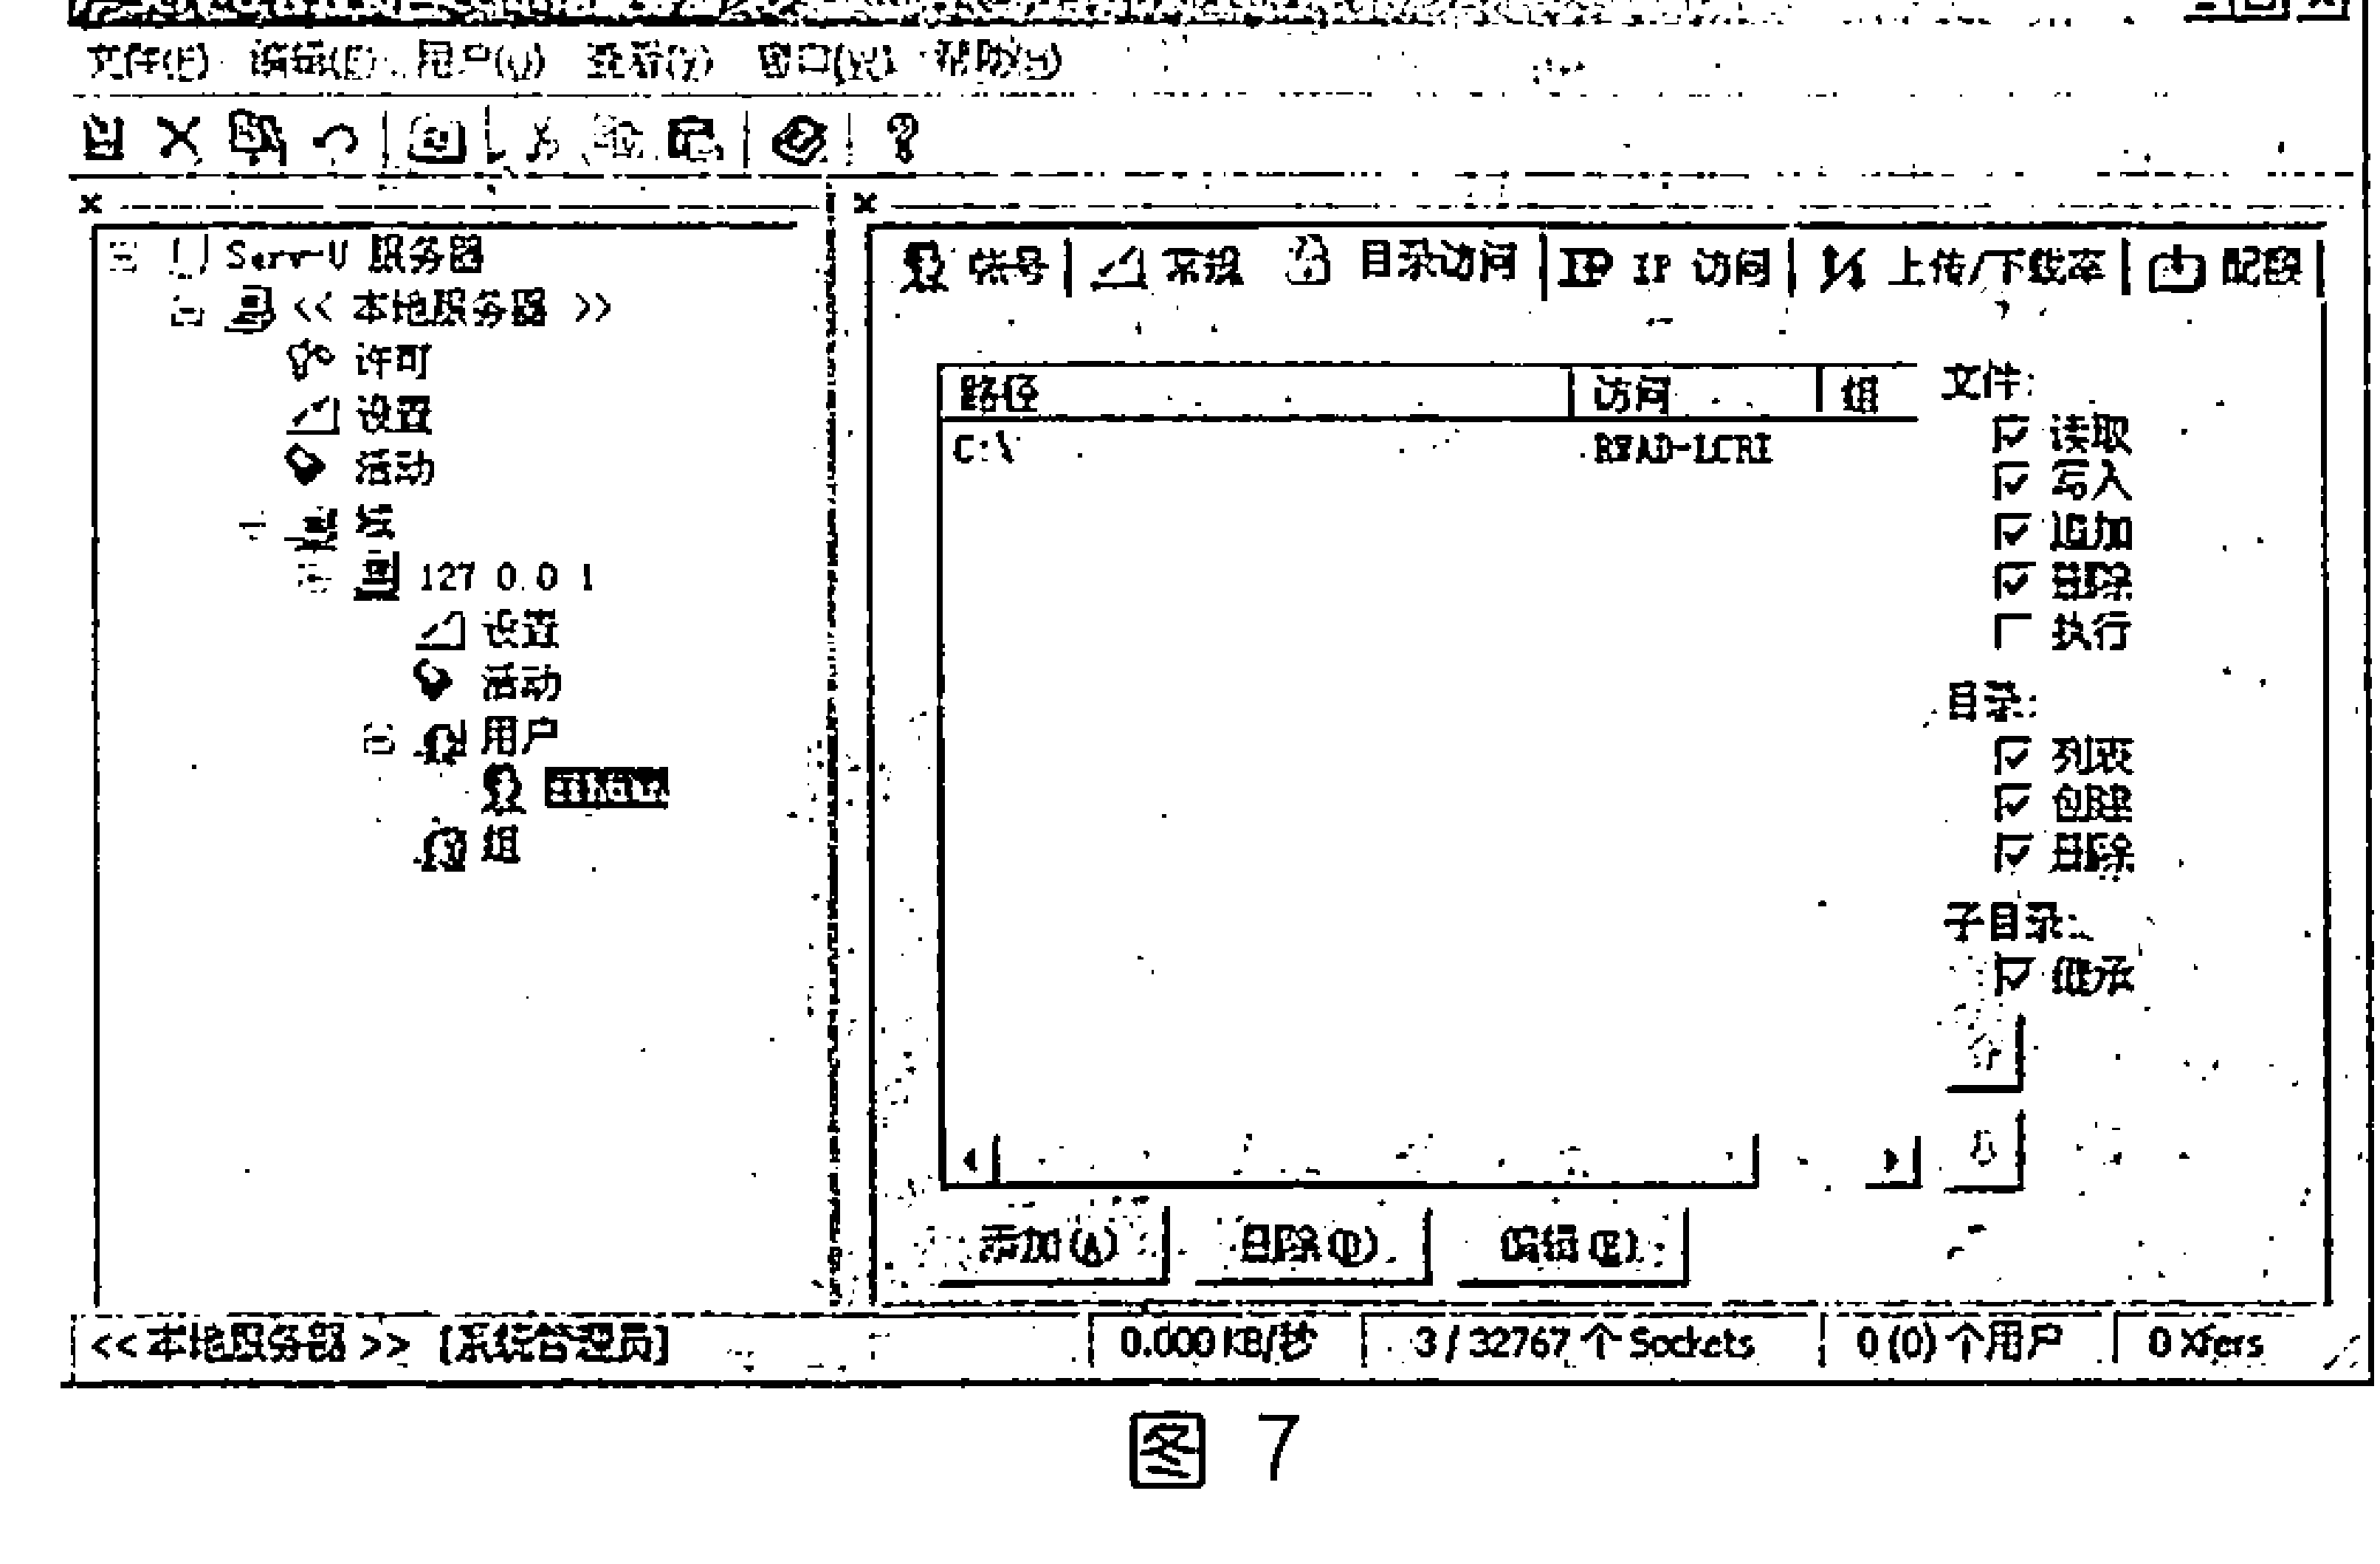 文件(F) 编辑(E) 用户(U) 查看(V) 窗口(W) 帮助(H)
Serv-U 服务器
<< 本地服务器 >>
许可
设置
活动
域
127.0.0.1
设置
活动
用户
组
帐号 常规 目录访问 IP IP 访问 上传/下载率 配额
路径 访问 组
C:\ RWAD-LCRI
文件:
读取
写入
追加
删除
执行
目录:
列表
创建
删除
子目录:
继承
添加(A) 删除(D) 编辑(E)
<<本地服务器>> [系统管理员] 0.000 KB/秒 3 / 32767 个 Sockets 0 (0) 个用户 0 Xfers
图 7